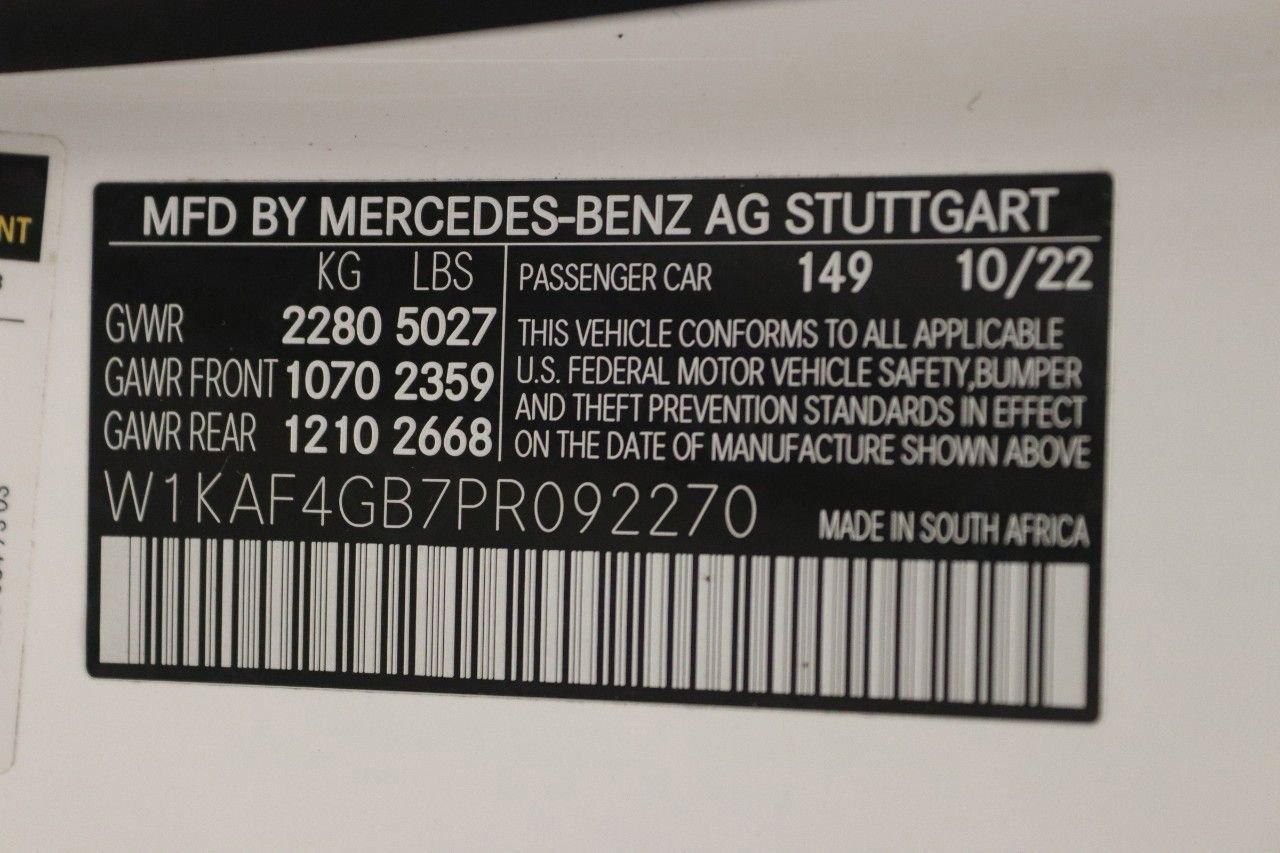 MFD BY MERCEDES-BENZ AG STUTTGART
KG LBS
GVWR 2280 5027
GAWR FRONT 1070 2359
GAWR REAR 1210 2668
PASSENGER CAR 149 10/22
THIS VEHICLE CONFORMS TO ALL APPLICABLE
U.S. FEDERAL MOTOR VEHICLE SAFETY,BUMPER
AND THEFT PREVENTION STANDARDS IN EFFECT
ON THE DATE OF MANUFACTURE SHOWN ABOVE
W1KAF4GB7PR092270
MADE IN SOUTH AFRICA
NT